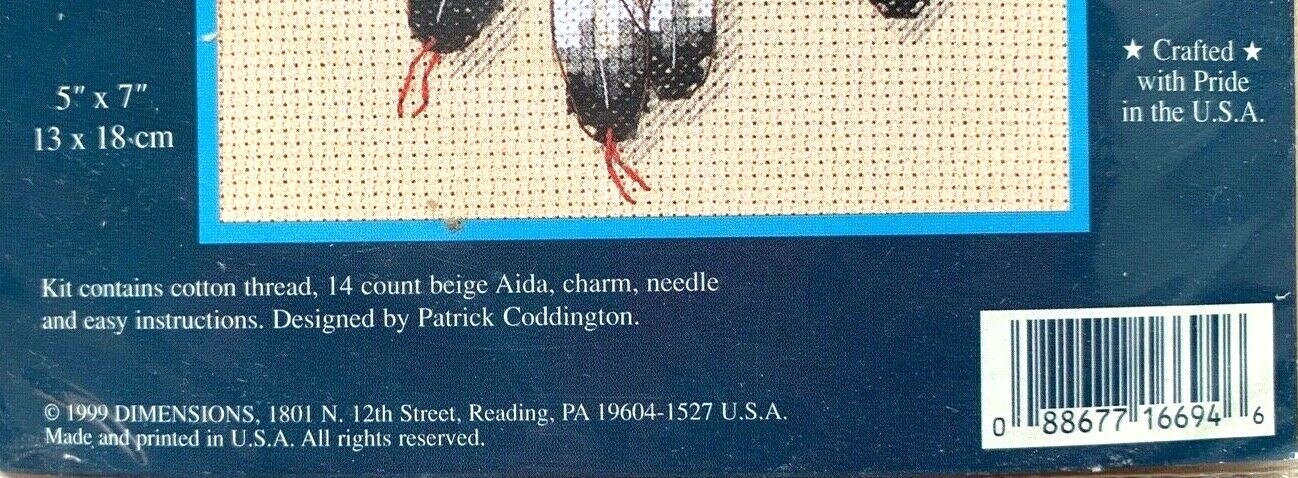 5" x 7"
13 x 18 cm
★ Crafted ★
with Pride
in the U.S.A.
Kit contains cotton thread, 14 count beige Aida, charm, needle
and easy instructions. Designed by Patrick Coddington.
© 1999 DIMENSIONS, 1801 N. 12th Street, Reading, PA 19604-1527 U.S.A.
Made and printed in U.S.A. All rights reserved.
0 88677 16694 6